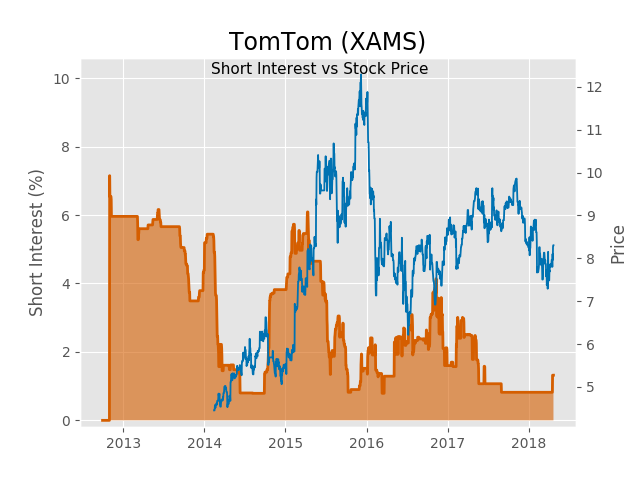 TomTom (XAMS)
Short Interest vs Stock Price
Short Interest (%)
10
8
6
4
2
0
12
11
10
9
8
7
6
5
Price
2013 2014 2015 2016 2017 2018